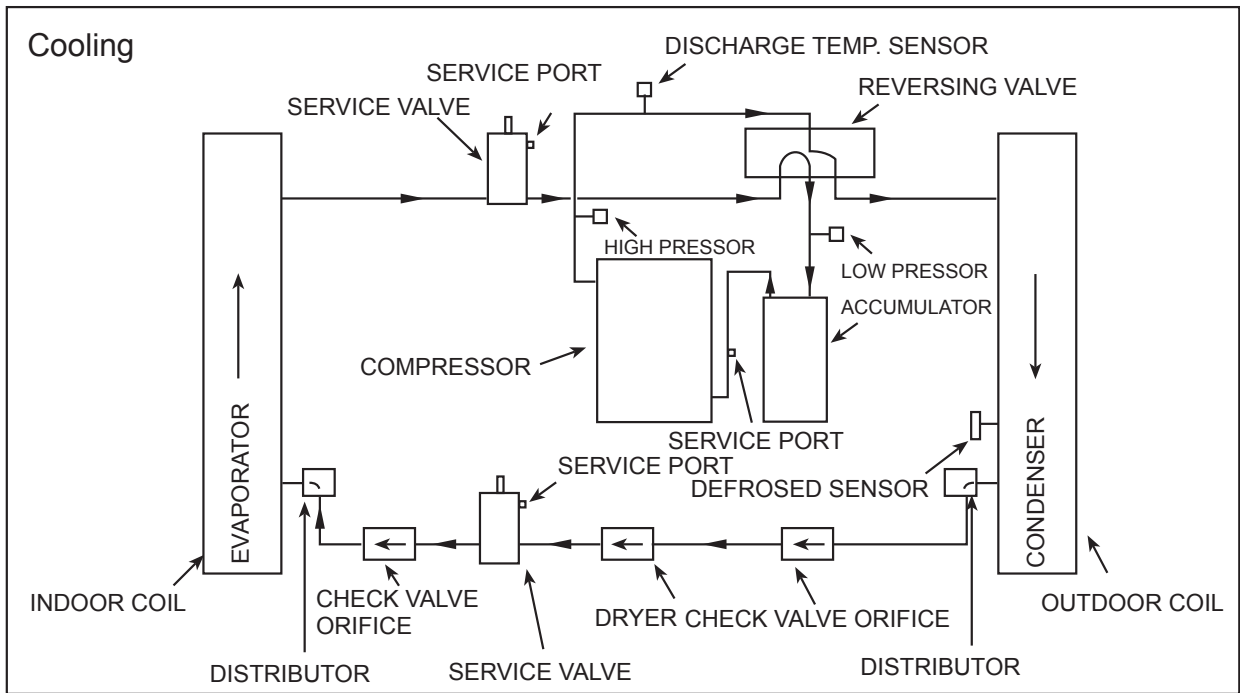 Cooling
DISCHARGE TEMP. SENSOR
SERVICE PORT
REVERSING VALVE
SERVICE VALVE
HIGH PRESSOR
LOW PRESSOR
ACCUMULATOR
COMPRESSOR
SERVICE PORT
SERVICE PORT
DEFROSED SENSOR
EVAPORATOR
CONDENSER
INDOOR COIL
CHECK VALVE
ORIFICE
DRYER
CHECK VALVE
ORIFICE
OUTDOOR COIL
DISTRIBUTOR
SERVICE VALVE
DISTRIBUTOR